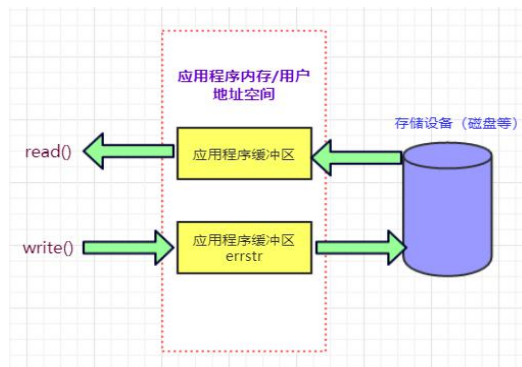 应用程序内存/用户
地址空间
存储设备（磁盘等）
read()
应用程序缓冲区
write()
应用程序缓冲区
errstr